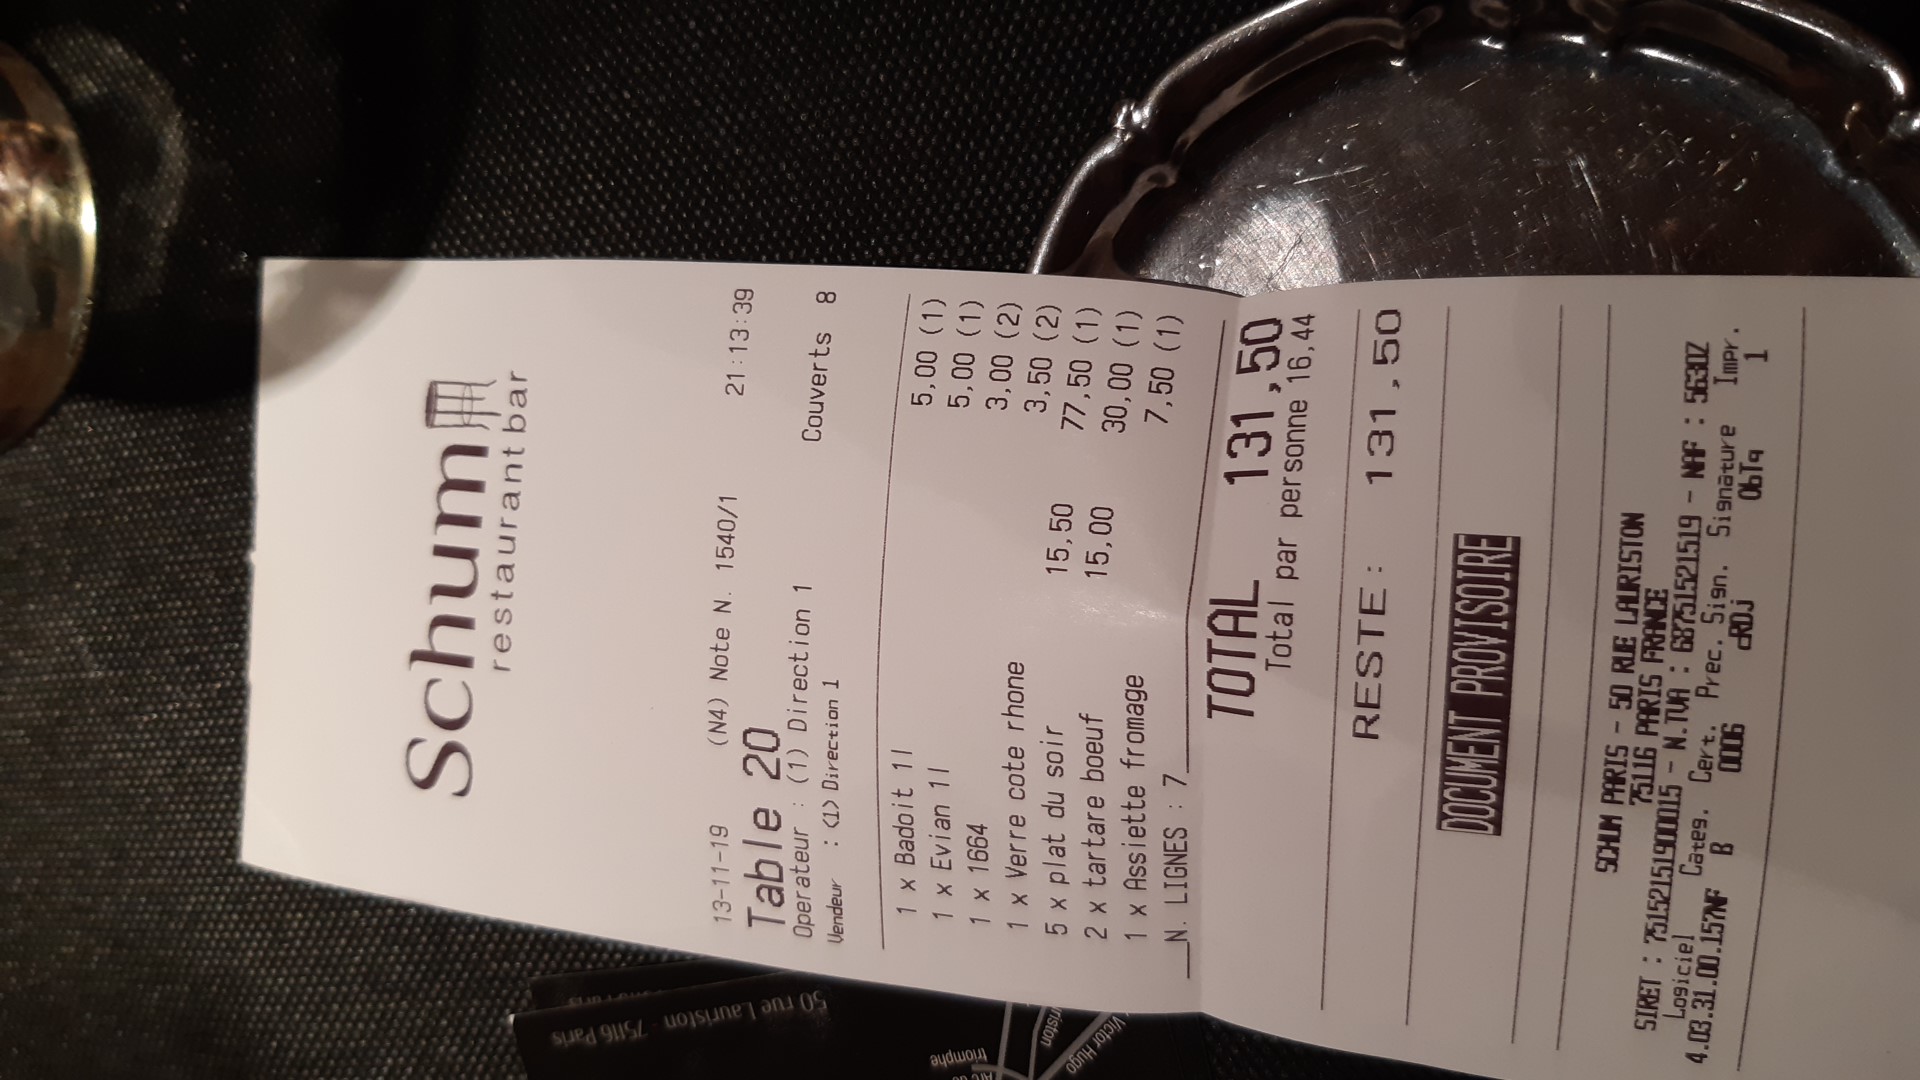 Schum
restaurant bar
13-11-19 (N4) Note N. 1540/1 21:13:39
Table 20
Operateur : (1) Direction 1
Vendeur : (1) Direction 1 Couverts 8
1 x Badoit 1l 5,00 (1)
1 x Evian 1l 5,00 (1)
1 x 1664 3,00 (2)
1 x Verre cote rhone 3,50 (2)
5 x plat du soir 15,50 77,50 (1)
2 x tartare boeuf 15,00 30,00 (1)
1 x Assiette fromage 7,50 (1)
N. LIGNES : 7
TOTAL 131,50
Total par personne 16,44
RESTE : 131,50
DOCUMENT PROVISOIRE
SCHUM PARIS - 50 RUE LAURISTON
75116 PARIS FRANCE
SIRET : 75152151900015 - N.TVA : 68751521519 - NAF : 5630Z
Logiciel Categ. Cert. Prec. Sign. Signature Impr.
4.03.31.00.157NF B 0006 cRDJ ObTq 1
50 rue Lauriston · 75116 Paris
triomphe
Victor Hugo